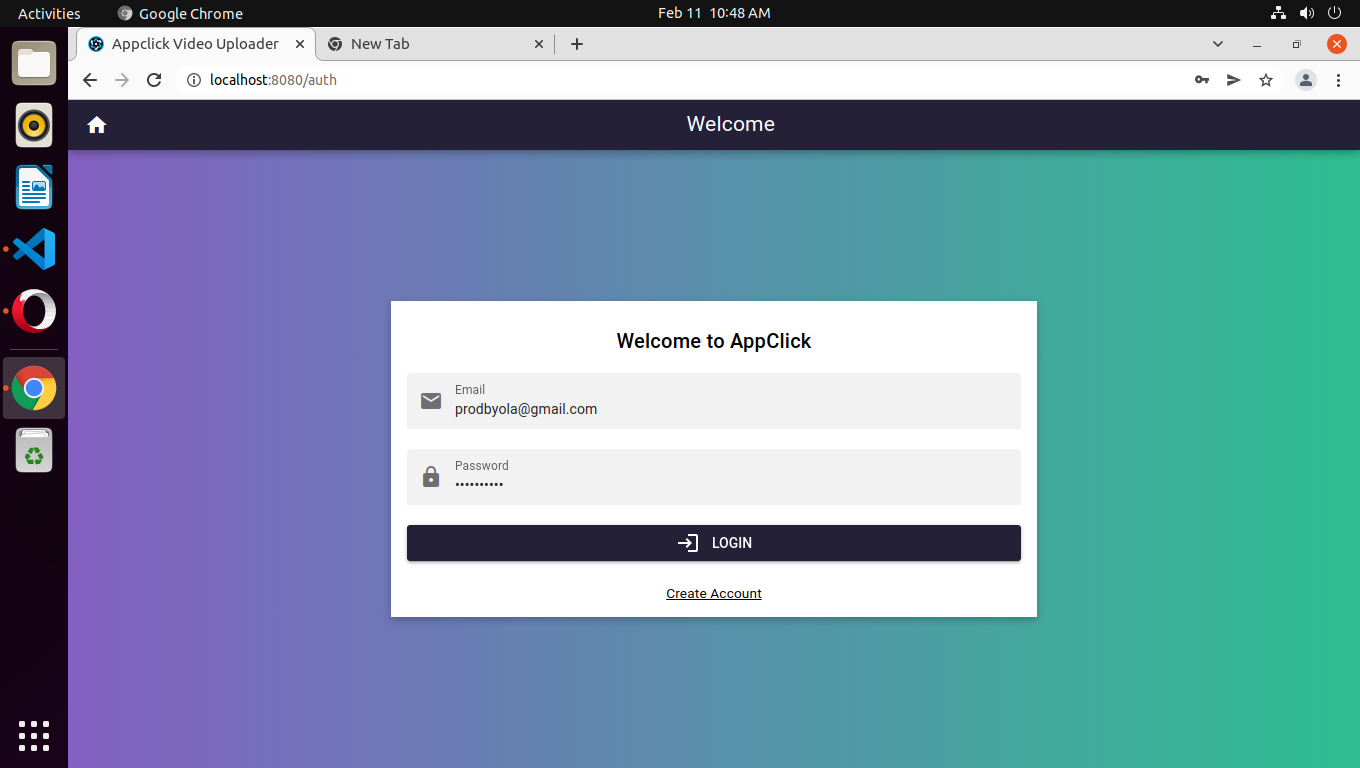 Activities Google Chrome Feb 11 10:48 AM
Appclick Video Uploader New Tab
localhost:8080/auth
Welcome
Welcome to AppClick
Email
prodbyola@gmail.com
Password
••••••••••
LOGIN
Create Account